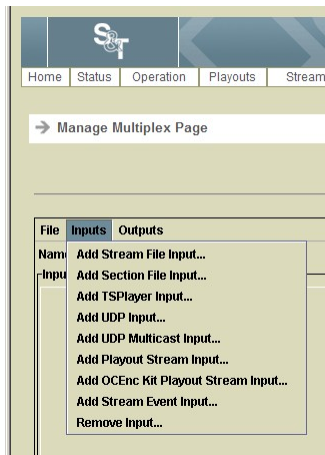 S&T
Home Status Operation Playouts Stream
Manage Multiplex Page
File Inputs Outputs
Nam
Inpu
Add Stream File Input...
Add Section File Input...
Add TSPlayer Input...
Add UDP Input...
Add UDP Multicast Input...
Add Playout Stream Input...
Add OCEnc Kit Playout Stream Input...
Add Stream Event Input...
Remove Input...